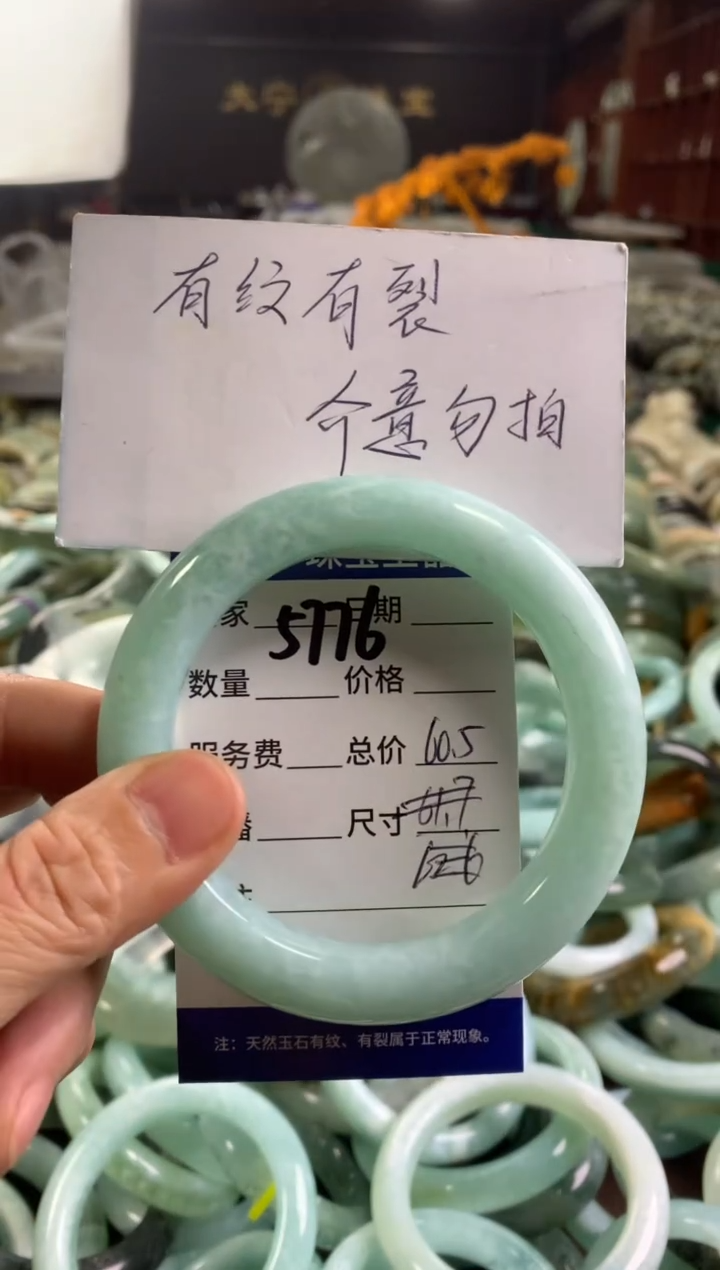 有纹有裂
介意勿拍
5776
家 日期
数量 价格
服务费 总价 60.5
尺寸
注：天然玉石有纹、有裂属于正常现象。